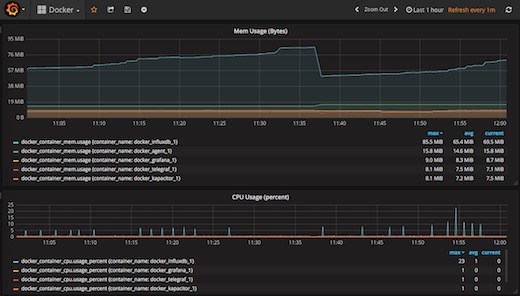 Docker
Zoom Out
Last 1 hour Refresh every 1m
Mem Usage (Bytes)
95 MiB
76 MiB
57 MiB
38 MiB
19 MiB
0 B
11:05 11:10 11:15 11:20 11:25 11:30 11:35 11:40 11:45 11:50 11:55 12:00
max avg current
docker_container_mem.usage {container_name: docker_influxdb_1} 85.5 MiB 65.4 MiB 69.5 MiB
docker_container_mem.usage {container_name: docker_agent_1} 15.8 MiB 14.6 MiB 15.8 MiB
docker_container_mem.usage {container_name: docker_grafana_1} 9.0 MiB 8.3 MiB 8.7 MiB
docker_container_mem.usage {container_name: docker_telegraf_1} 8.1 MiB 7.5 MiB 7.1 MiB
docker_container_mem.usage {container_name: docker_kapacitor_1} 8.1 MiB 7.2 MiB 7.5 MiB
CPU Usage (percent)
25
20
15
10
5
0
11:05 11:10 11:15 11:20 11:25 11:30 11:35 11:40 11:45 11:50 11:55 12:00
max avg current
docker_container_cpu.usage_percent {container_name: docker_influxdb_1} 23 1 0
docker_container_cpu.usage_percent {container_name: docker_grafana_1} 1 0 0
docker_container_cpu.usage_percent {container_name: docker_telegraf_1} 1 0 0
docker_container_cpu.usage_percent {container_name: docker_kapacitor_1} 1 0 0